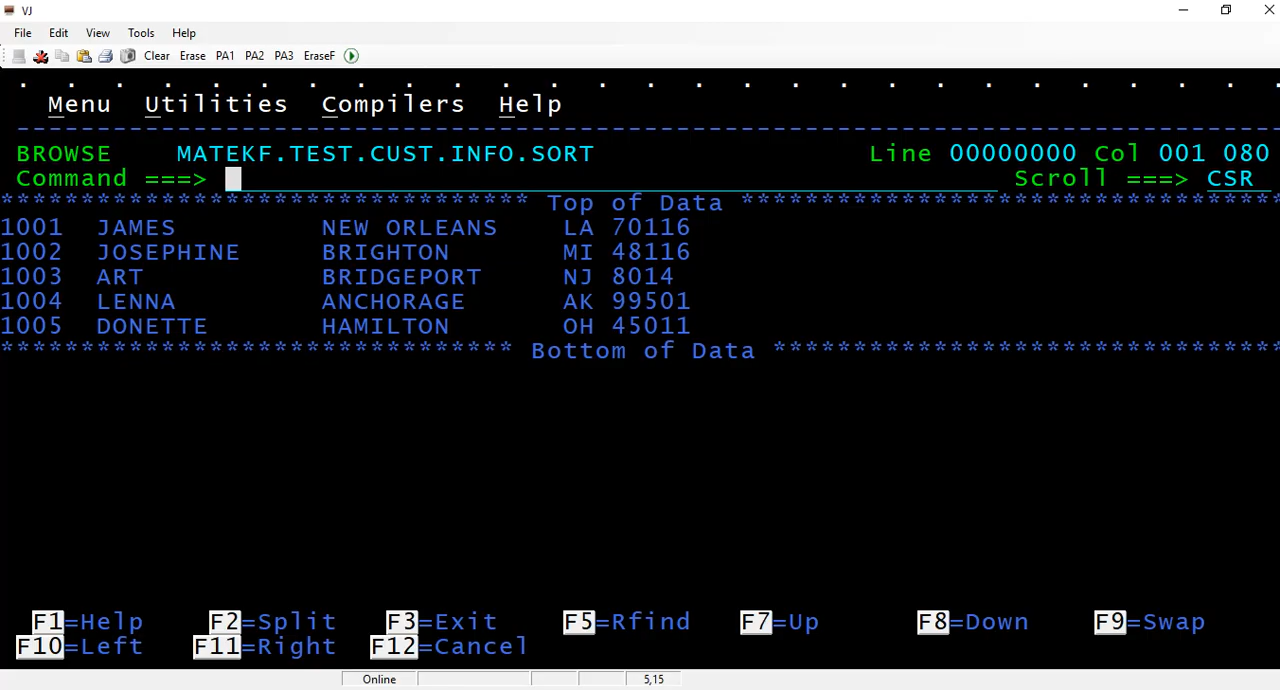 VJ
File Edit View Tools Help
Clear Erase PA1 PA2 PA3 EraseF
. . . . . . . . . . . . . . . . . . . . . . . . . . .
Menu Utilities Compilers Help
--------------------------------------------------------------------------------
BROWSE MATEKF.TEST.CUST.INFO.SORT Line 00000000 Col 001 080
Command ===> Scroll ===> CSR
********************************* Top of Data **********************************
1001 JAMES NEW ORLEANS LA 70116
1002 JOSEPHINE BRIGHTON MI 48116
1003 ART BRIDGEPORT NJ 8014
1004 LENNA ANCHORAGE AK 99501
1005 DONETTE HAMILTON OH 45011
******************************** Bottom of Data ********************************
F1=Help F2=Split F3=Exit F5=Rfind F7=Up F8=Down F9=Swap
F10=Left F11=Right F12=Cancel
Online 5,15